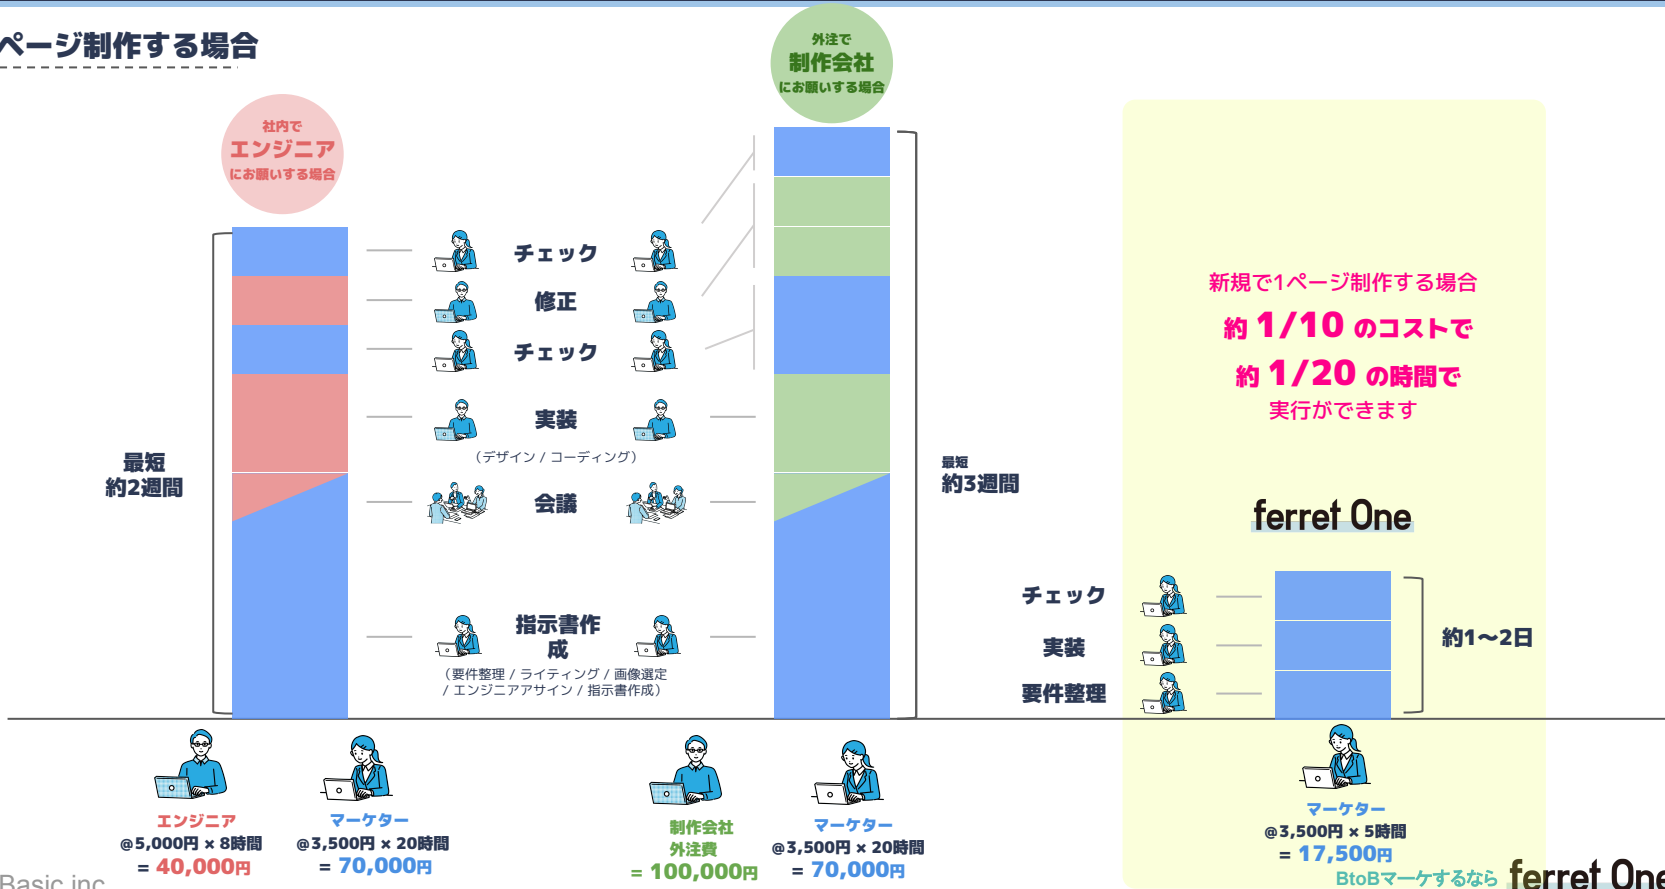 ページ制作する場合
社内で
エンジニア
にお願いする場合
外注で
制作会社
にお願いする場合
チェック
修正
チェック
実装
（デザイン / コーディング）
会議
指示書作
成
（要件整理 / ライティング / 画像選定
/ エンジニアアサイン / 指示書作成）
最短
約2週間
最短
約3週間
新規で1ページ制作する場合
約 1/10 のコストで
約 1/20 の時間で
実行ができます
ferret One
チェック
実装
要件整理
約1〜2日
エンジニア
@5,000円 × 8時間
= 40,000円
マーケター
@3,500円 × 20時間
= 70,000円
制作会社
外注費
= 100,000円
マーケター
@3,500円 × 20時間
= 70,000円
マーケター
@3,500円 × 5時間
= 17,500円
Basic inc
BtoBマーケするなら ferret One